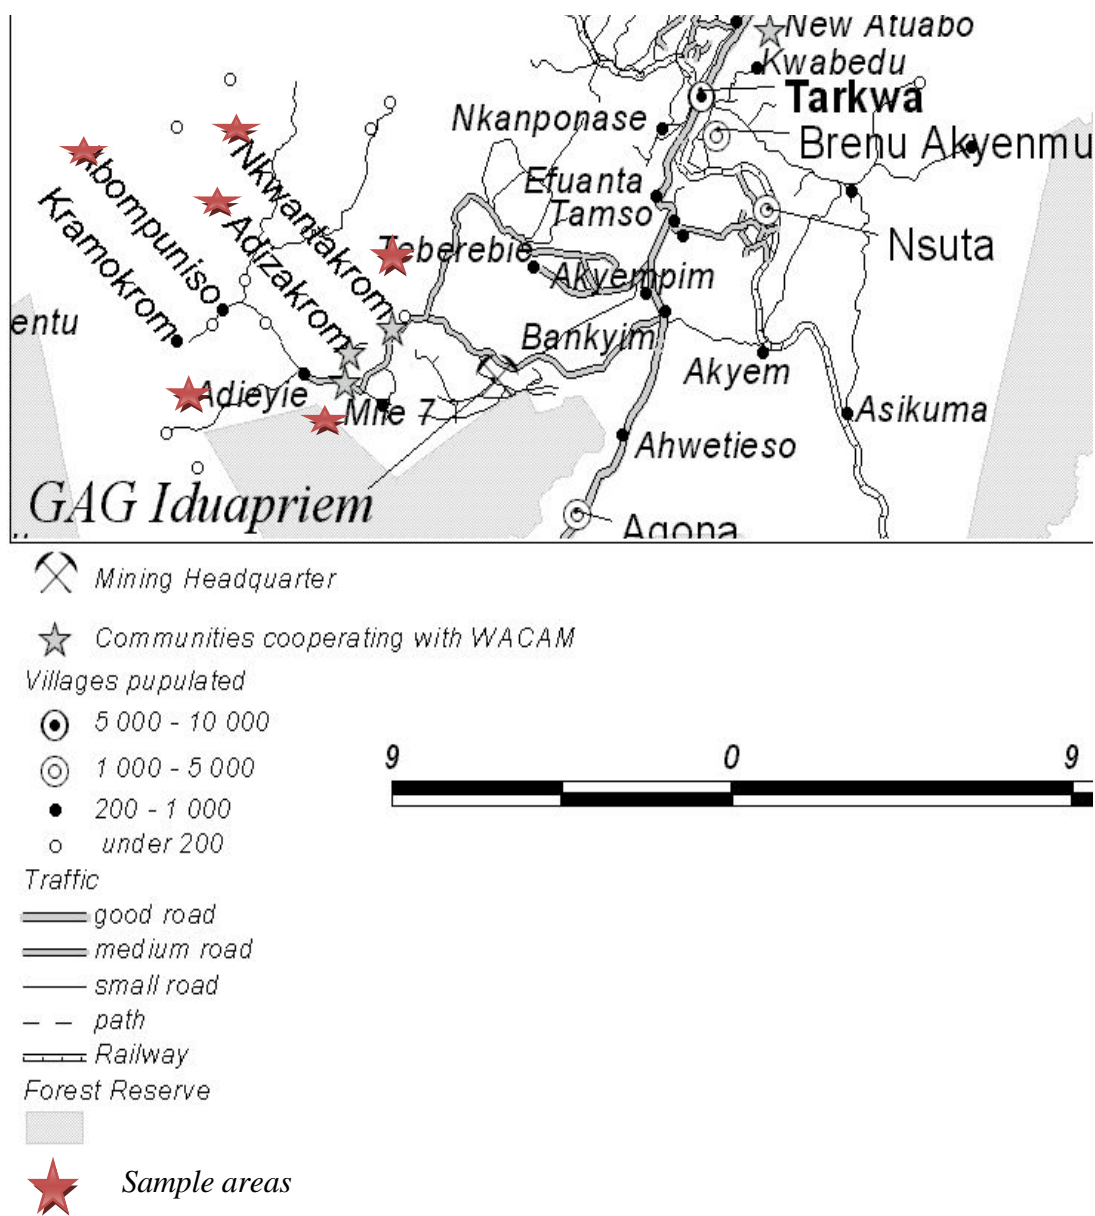 New Atuabo
Kwabedu
Tarkwa
Nkanponase
Brenu Akyenmu
Nkwantakrom
Abompuniso
Efuanta
Kramokrom
Adizakrom
Tamso
Teberebie
Nsuta
Akyempim
entu
Bankyim
Akyem
Adieyie
Mile 7
Asikuma
Ahwetieso
GAG Iduapriem
Agona
Mining Headquarter
Communities cooperating with WACAM
Villages pupulated
5 000 - 10 000
1 000 - 5 000
200 - 1 000
under 200
9 0 9
Traffic
good road
medium road
small road
path
Railway
Forest Reserve
Sample areas